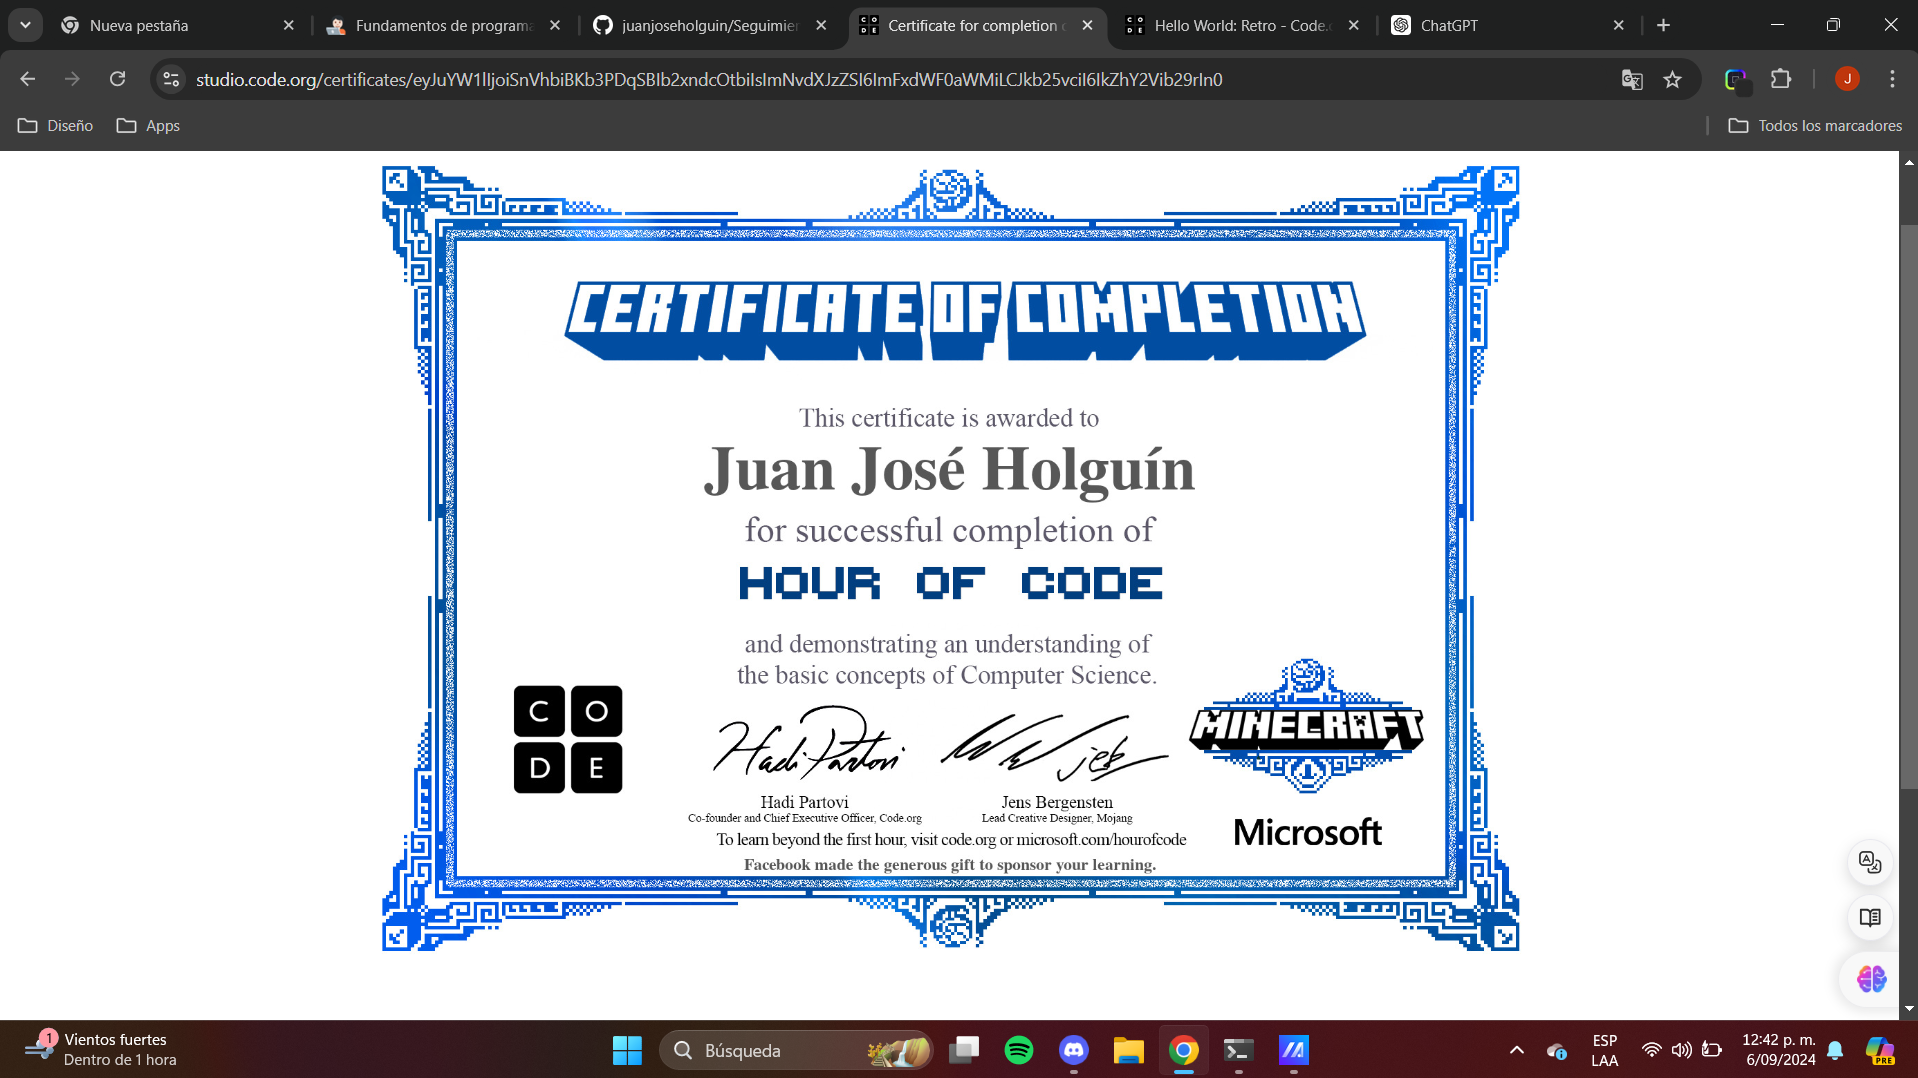 Nueva pestaña
Fundamentos de programa
juanjoseholguin/Seguimier
Certificate for completion o
Hello World: Retro - Code.o
ChatGPT
studio.code.org/certificates/
J
Diseño
Apps
Todos los marcadores
CERTIFICATE OF COMPLETION
This certificate is awarded to
Juan José Holguín
for successful completion of
HOUR OF CODE
and demonstrating an understanding of
the basic concepts of Computer Science.
C O
D E
Hadi Partovi
jeb
MINECRAFT
Hadi Partovi
Jens Bergensten
Co-founder and Chief Executive Officer, Code.org
Lead Creative Designer, Mojang
To learn beyond the first hour, visit code.org or microsoft.com/hourofcode
Microsoft
Facebook made the generous gift to sponsor your learning.
1
Vientos fuertes
Dentro de 1 hora
Búsqueda
ESP
LAA
12:42 p. m.
6/09/2024
PRE